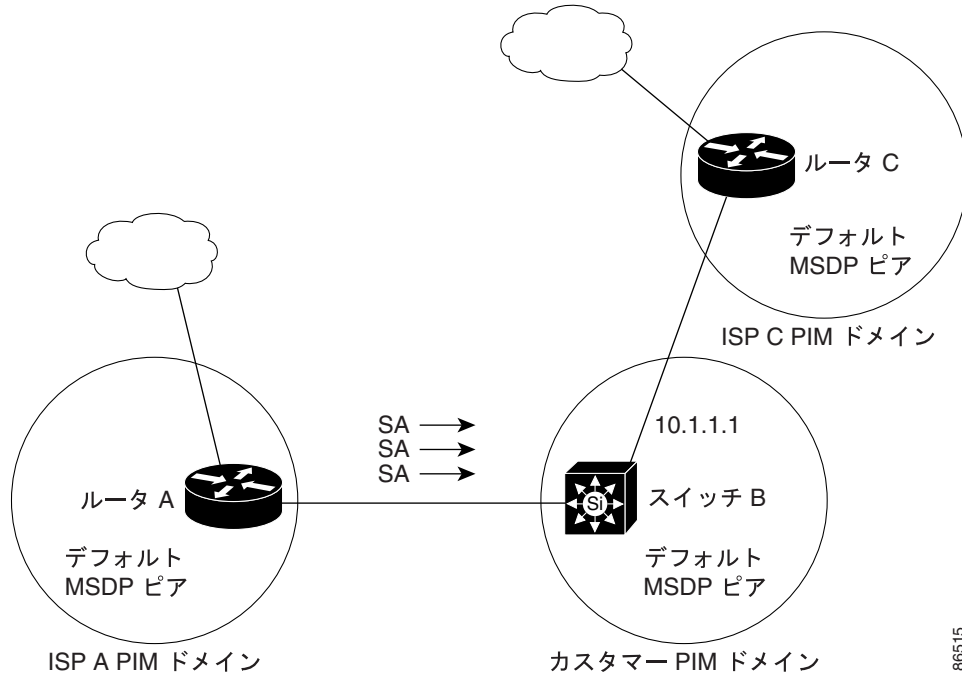 ルータ C
デフォルト
MSDP ピア
ISP C PIM ドメイン
SA
SA
SA
10.1.1.1
ルータ A
Si
スイッチ B
デフォルト
MSDP ピア
デフォルト
MSDP ピア
ISP A PIM ドメイン
カスタマー PIM ドメイン
86515